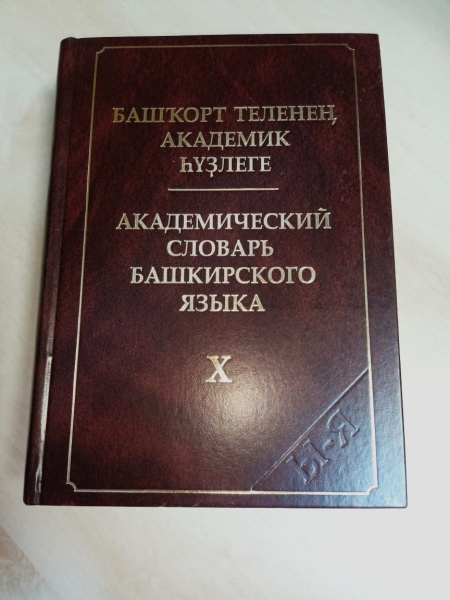 БАШҠОРТ ТЕЛЕНЕҢ
АКАДЕМИК
ҺҮҘЛЕГЕ
АКАДЕМИЧЕСКИЙ
СЛОВАРЬ
БАШКИРСКОГО
ЯЗЫКА
X
Ы-Я